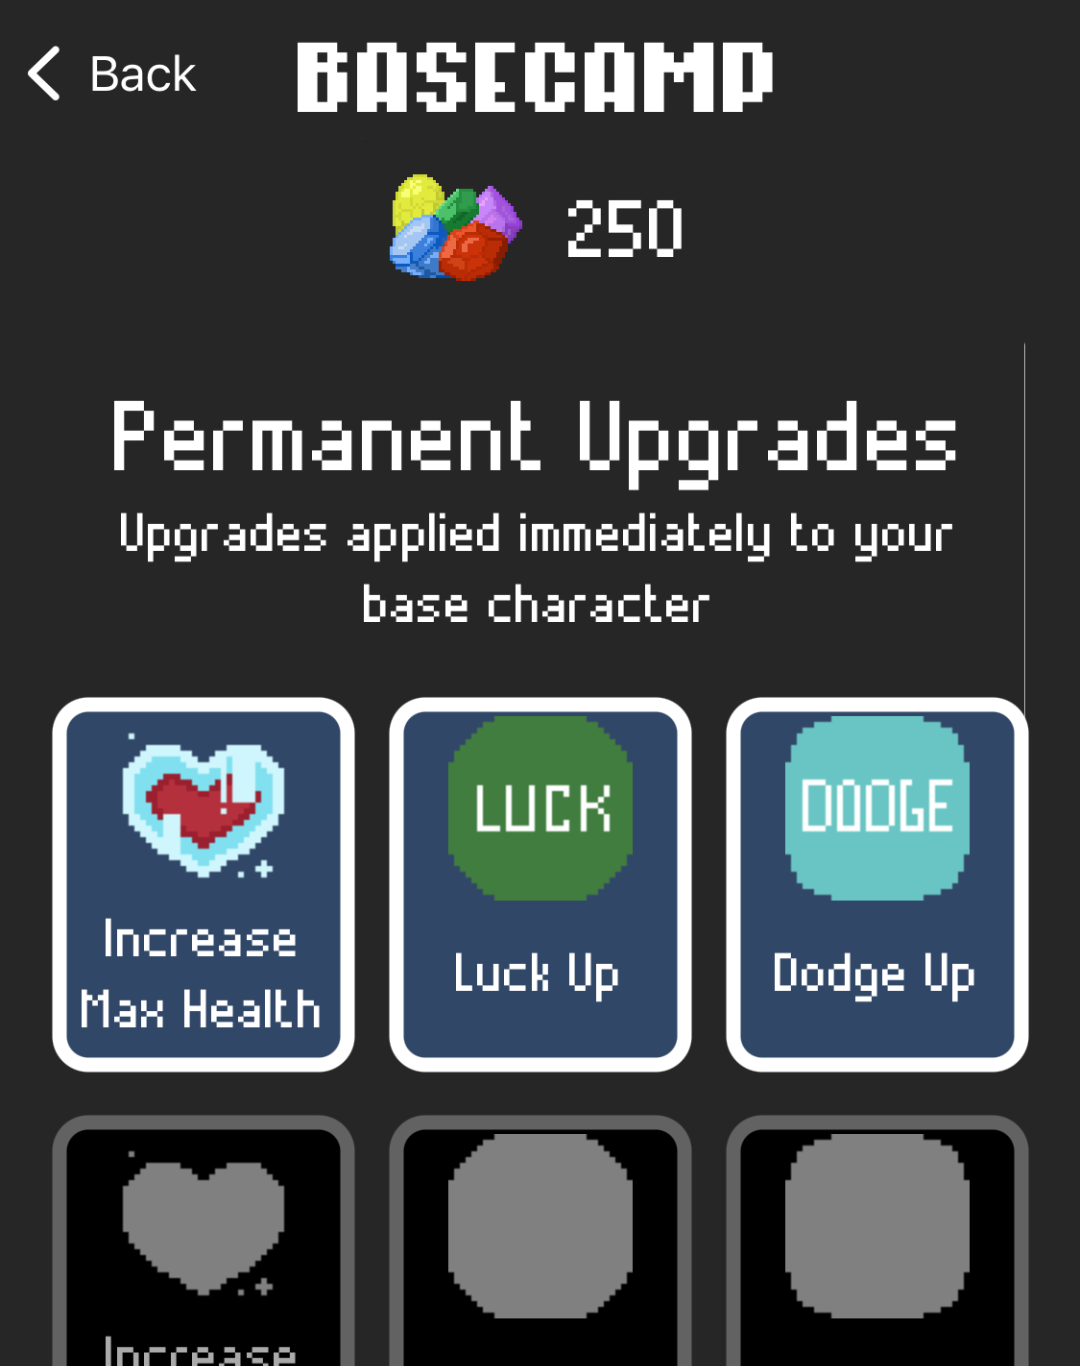 Back
BASECAMP
250
Permanent Upgrades
Upgrades applied immediately to your
base character
LUCK
DODGE
Increase
Max Health
Luck Up
Dodge Up
Increase